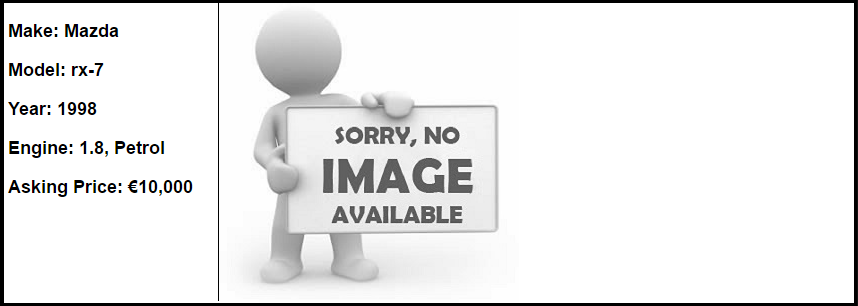 Make: Mazda
Model: rx-7
Year: 1998
Engine: 1.8, Petrol
Asking Price: €10,000
SORRY, NO
IMAGE
AVAILABLE